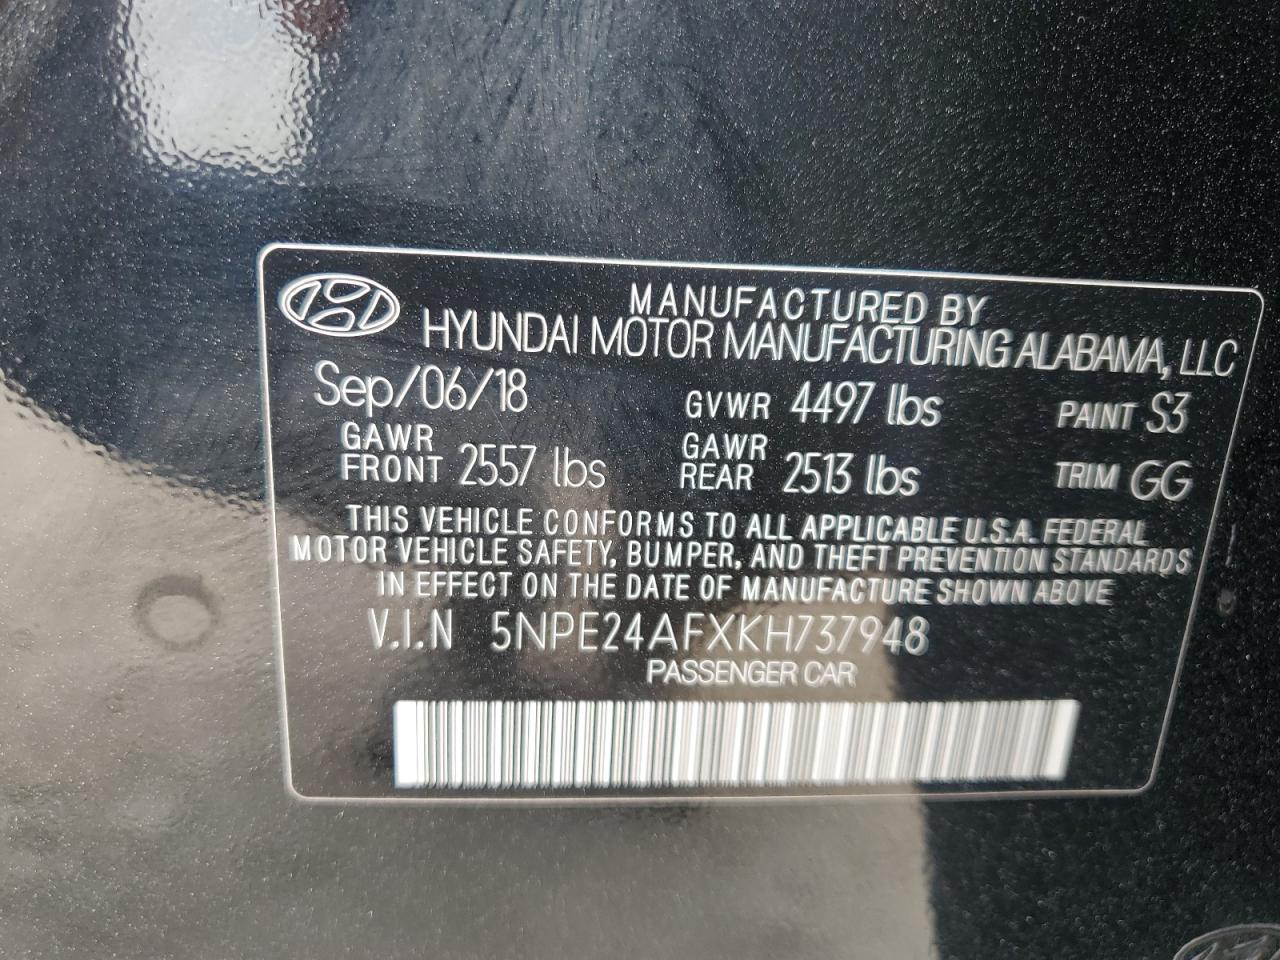 MANUFACTURED BY
HYUNDAI MOTOR MANUFACTURING ALABAMA, LLC
Sep/06/18 GVWR 4497 lbs PAINT S3
GAWR FRONT 2557 lbs GAWR REAR 2513 lbs TRIM GG
THIS VEHICLE CONFORMS TO ALL APPLICABLE U.S.A. FEDERAL
MOTOR VEHICLE SAFETY, BUMPER, AND THEFT PREVENTION STANDARDS
IN EFFECT ON THE DATE OF MANUFACTURE SHOWN ABOVE
V.I.N 5NPE24AFXKH737948
PASSENGER CAR